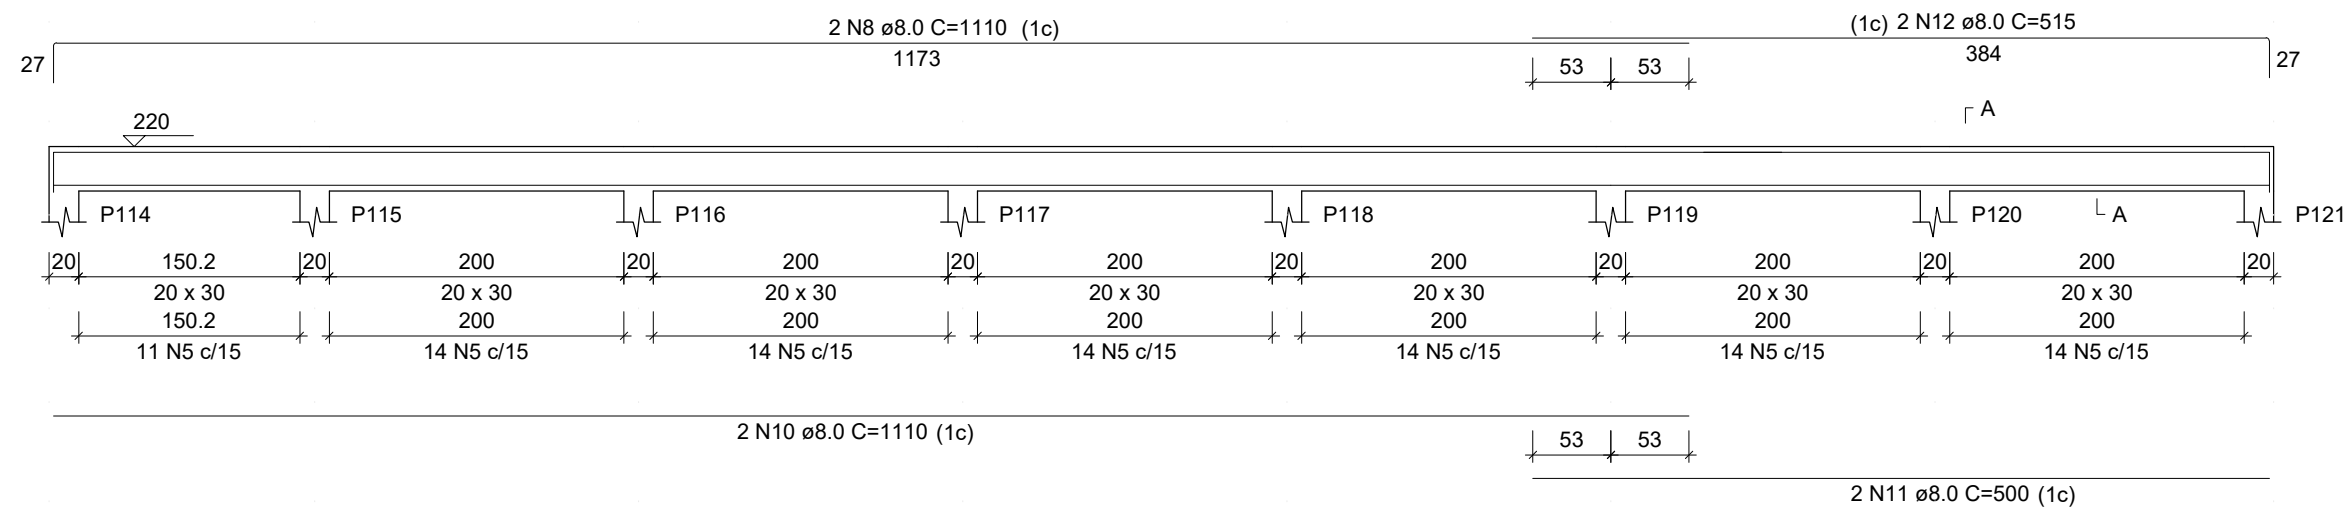 2 N8 ø8.0 C=1110 (1c)
(1c) 2 N12 ø8.0 C=515
27
1173
53
53
384
27
A
220
P114
P115
P116
P117
P118
P119
P120
A
P121
20
150.2
20
200
20
200
20
200
20
200
20
200
20
200
20
20 x 30
20 x 30
20 x 30
20 x 30
20 x 30
20 x 30
20 x 30
150.2
200
200
200
200
200
200
11 N5 c/15
14 N5 c/15
14 N5 c/15
14 N5 c/15
14 N5 c/15
14 N5 c/15
14 N5 c/15
2 N10 ø8.0 C=1110 (1c)
53
53
2 N11 ø8.0 C=500 (1c)